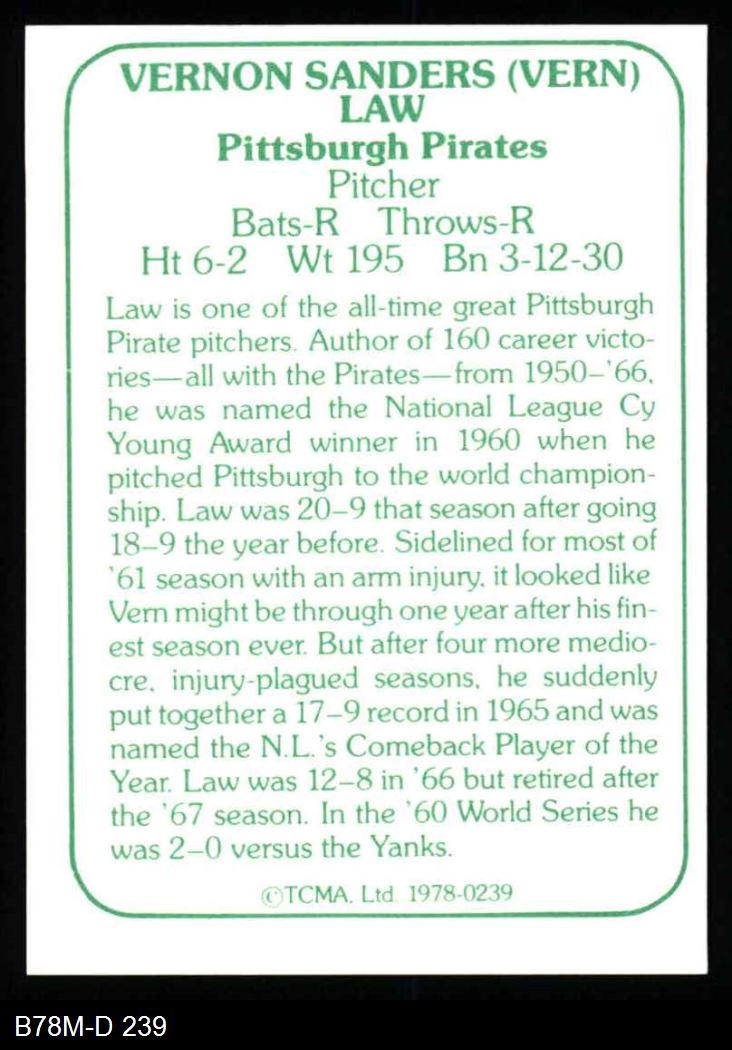 VERNON SANDERS (VERN)
LAW
Pittsburgh Pirates
Pitcher
Bats-R Throws-R
Ht 6-2 Wt 195 Bn 3-12-30
Law is one of the all-time great Pittsburgh
Pirate pitchers. Author of 160 career victo-
ries—all with the Pirates—from 1950–'66,
he was named the National League Cy
Young Award winner in 1960 when he
pitched Pittsburgh to the world champion-
ship. Law was 20–9 that season after going
18–9 the year before. Sidelined for most of
'61 season with an arm injury, it looked like
Vern might be through one year after his fin-
est season ever. But after four more medio-
cre, injury-plagued seasons, he suddenly
put together a 17–9 record in 1965 and was
named the N.L.'s Comeback Player of the
Year. Law was 12–8 in '66 but retired after
the '67 season. In the '60 World Series he
was 2–0 versus the Yanks.
©TCMA, Ltd. 1978-0239
B78M-D 239